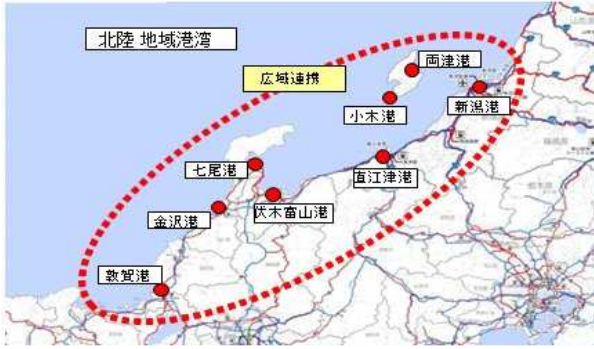 北陸 地域港湾
広域連携
両津港
新潟港
小木港
直江津港
七尾港
伏木富山港
金沢港
敦賀港